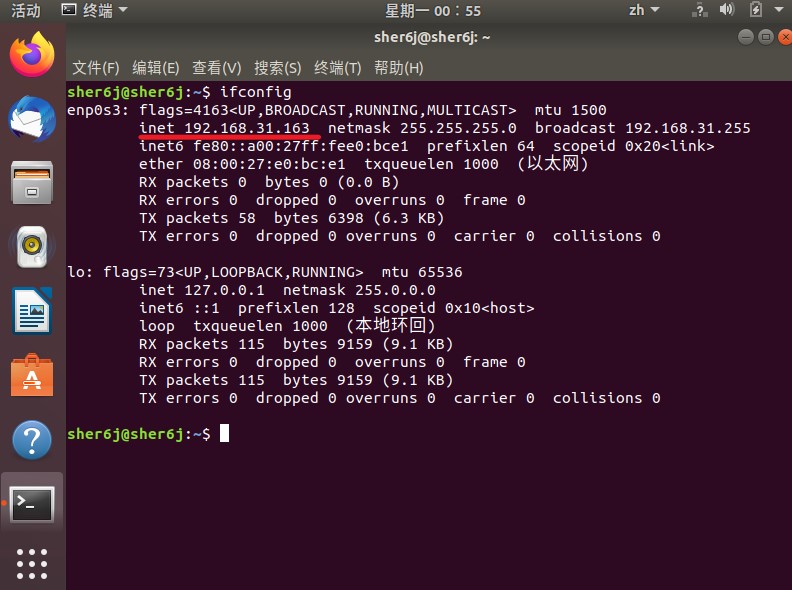 活动 终端 星期一 00：55 zh
sher6j@sher6j: ~
文件(F) 编辑(E) 查看(V) 搜索(S) 终端(T) 帮助(H)
sher6j@sher6j:~$ ifconfig
enp0s3: flags=4163<UP,BROADCAST,RUNNING,MULTICAST>  mtu 1500
        inet 192.168.31.163  netmask 255.255.255.0  broadcast 192.168.31.255
        inet6 fe80::a00:27ff:fee0:bce1  prefixlen 64  scopeid 0x20<link>
        ether 08:00:27:e0:bc:e1  txqueuelen 1000  (以太网)
        RX packets 0  bytes 0 (0.0 B)
        RX errors 0  dropped 0  overruns 0  frame 0
        TX packets 58  bytes 6398 (6.3 KB)
        TX errors 0  dropped 0 overruns 0  carrier 0  collisions 0

lo: flags=73<UP,LOOPBACK,RUNNING>  mtu 65536
        inet 127.0.0.1  netmask 255.0.0.0
        inet6 ::1  prefixlen 128  scopeid 0x10<host>
        loop  txqueuelen 1000  (本地环回)
        RX packets 115  bytes 9159 (9.1 KB)
        RX errors 0  dropped 0  overruns 0  frame 0
        TX packets 115  bytes 9159 (9.1 KB)
        TX errors 0  dropped 0 overruns 0  carrier 0  collisions 0

sher6j@sher6j:~$